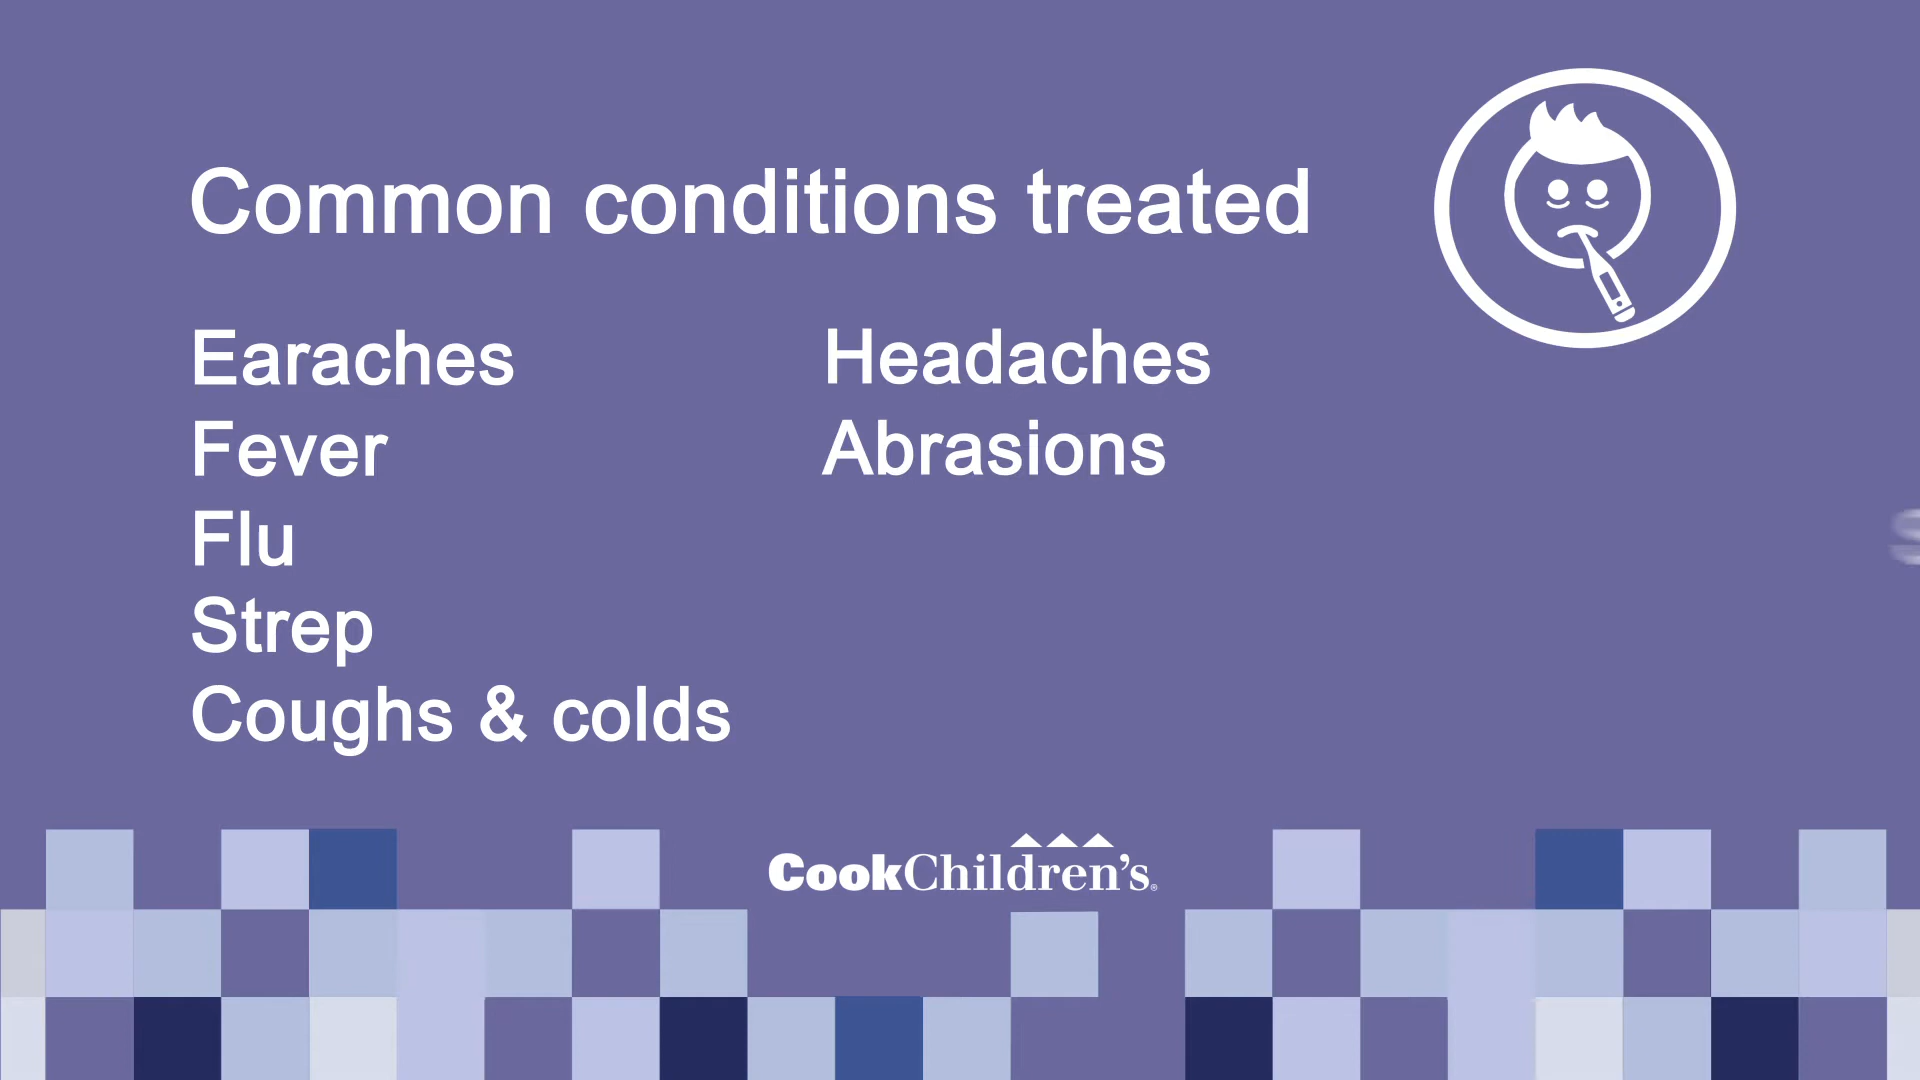 Common conditions treated
Earaches
Fever
Flu
Strep
Coughs & colds
Headaches
Abrasions
CookChildren's®